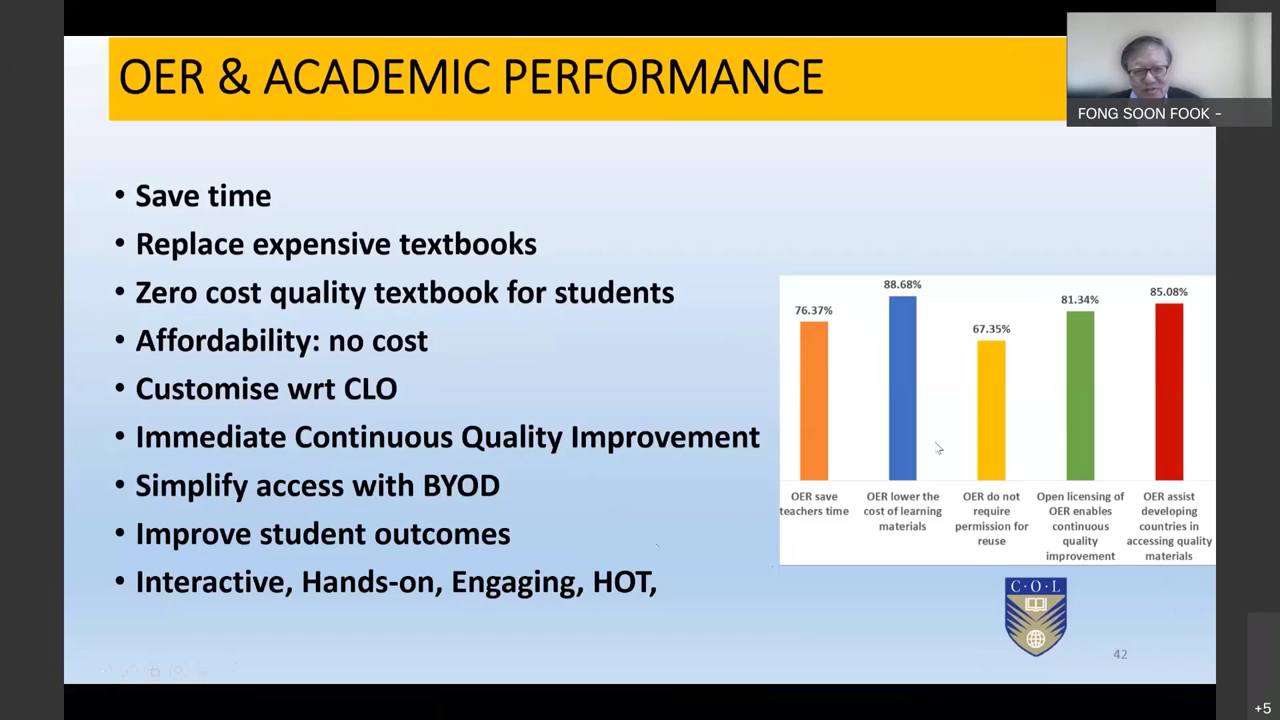 OER & ACADEMIC PERFORMANCE
FONG SOON FOOK -
• Save time
• Replace expensive textbooks
• Zero cost quality textbook for students
• Affordability: no cost
• Customise wrt CLO
• Immediate Continuous Quality Improvement
• Simplify access with BYOD
• Improve student outcomes
• Interactive, Hands-on, Engaging, HOT,
76.37%
88.68%
67.35%
81.34%
85.08%
OER save
teachers time
OER lower the
cost of learning
materials
OER do not
require
permission for
reuse
Open licensing of
OER enables
continuous
quality
improvement
OER assist
developing
countries in
accessing quality
materials
C·O·L
42
+5